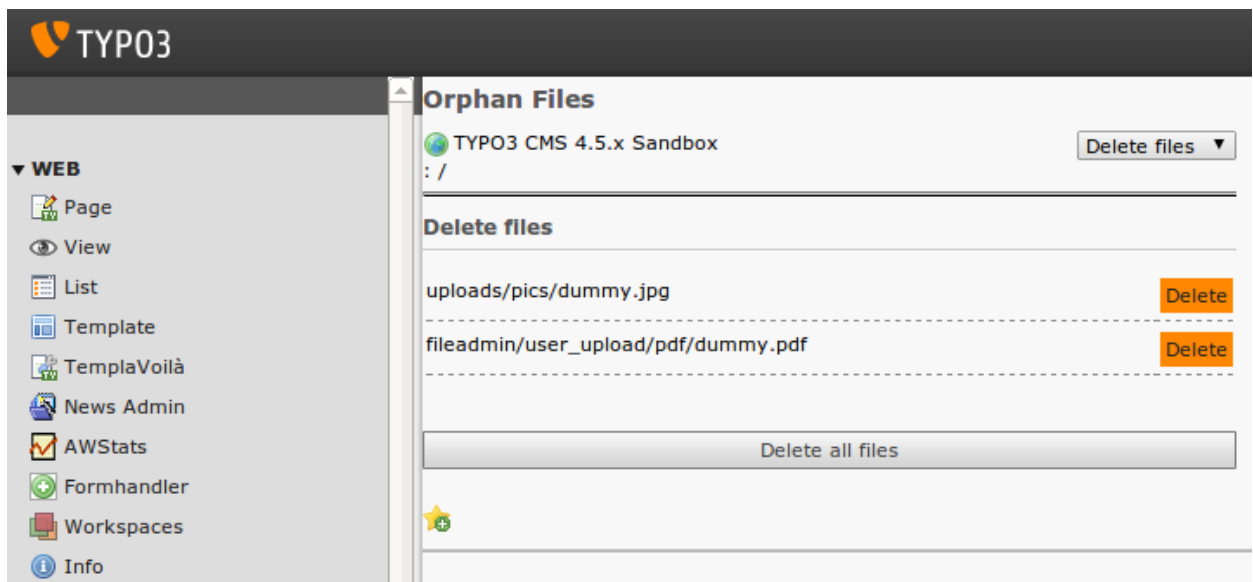 TYPO3
WEB
Page
View
List
Template
TemplaVoilà
News Admin
AWStats
Formhandler
Workspaces
Info
Orphan Files
TYPO3 CMS 4.5.x Sandbox
: /
Delete files
Delete files
uploads/pics/dummy.jpg
Delete
fileadmin/user_upload/pdf/dummy.pdf
Delete
Delete all files